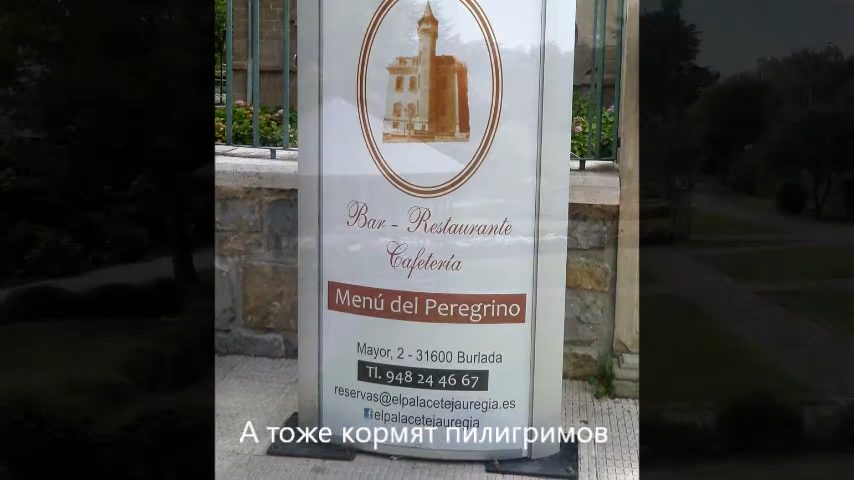 Bar - Restaurante
Cafetería
Menú del Peregrino
Mayor, 2 - 31600 Burlada
Tl. 948 24 46 67
reservas@elpalacetejauregia.es
elpalacetejauregia
А тоже кормят пилигримов